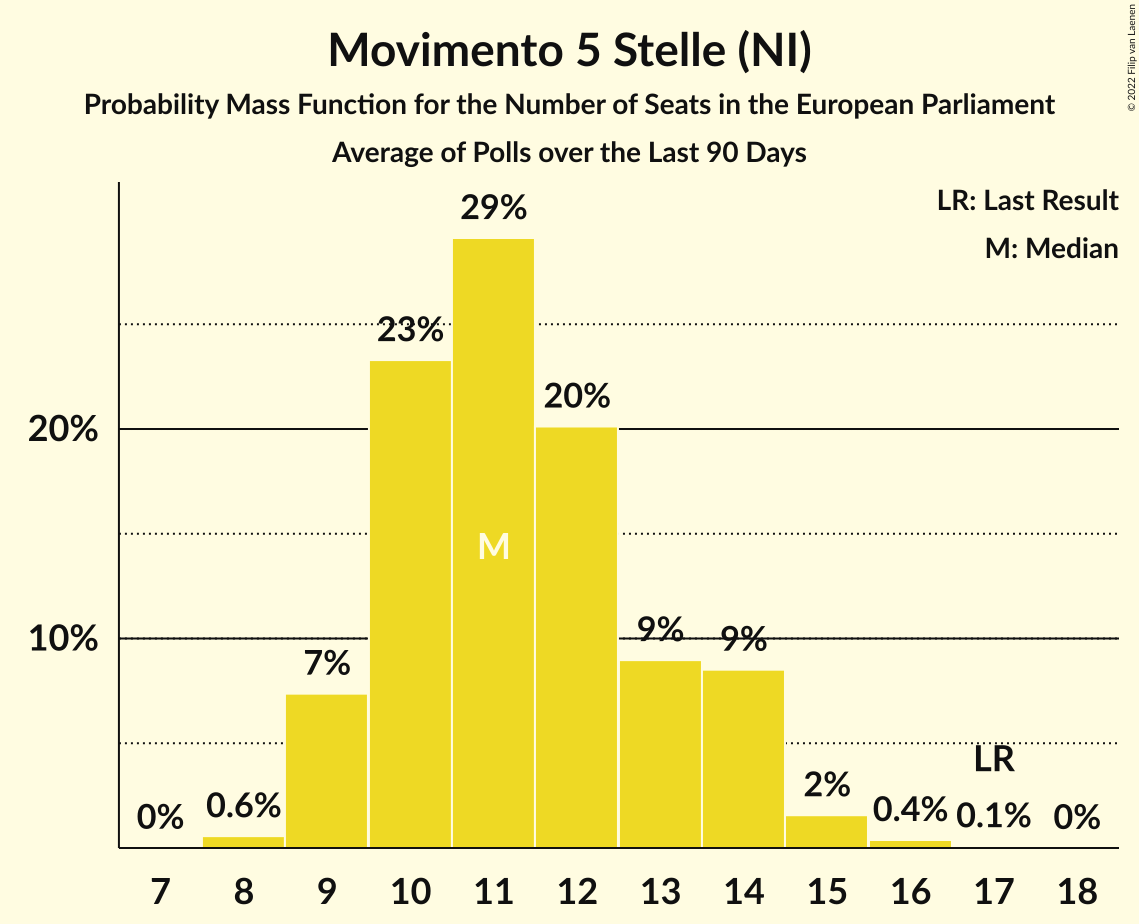 Movimento 5 Stelle (NI)
Probability Mass Function for the Number of Seats in the European Parliament
Average of Polls over the Last 90 Days
© 2022 Filip van Laenen
LR: Last Result
M: Median
29%
23%
20%
20%
M
10%
9%
9%
7%
LR
2%
0.6%
0.4%
0.1%
0%
0%
7 8 9 10 11 12 13 14 15 16 17 18